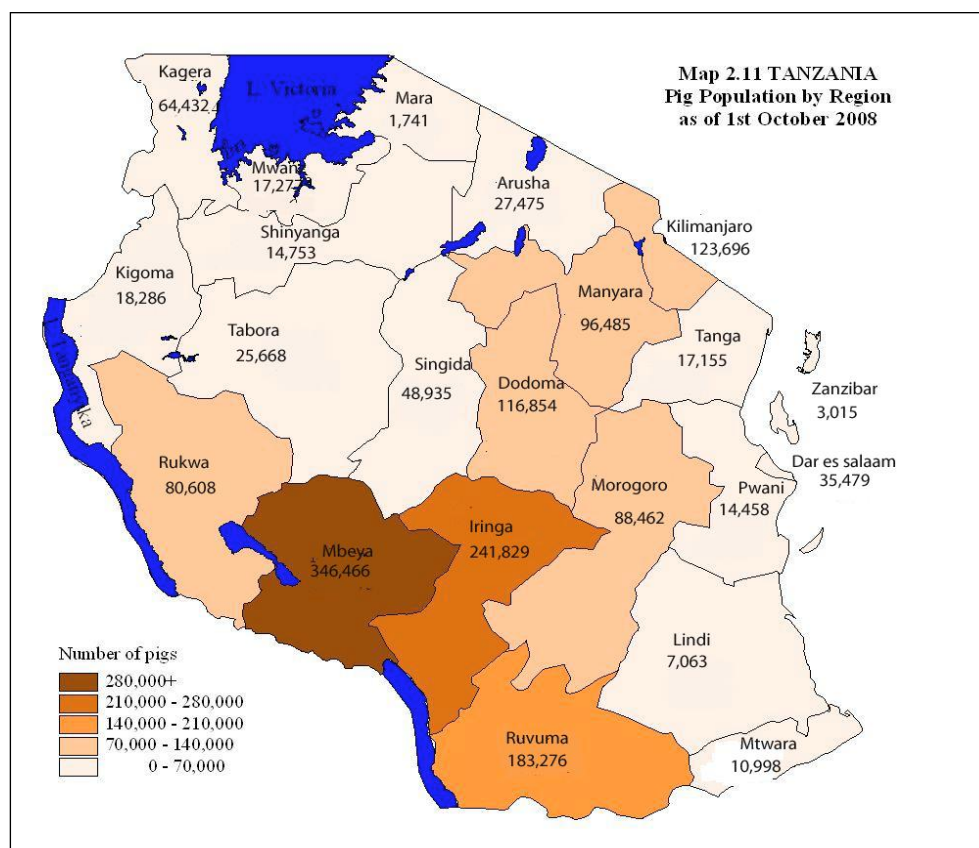 Map 2.11 TANZANIA
Pig Population by Region
as of 1st October 2008
Kagera
64,432
L. Victoria
Mara
1,741
17,277
Arusha
27,475
Kilimanjaro
123,696
Shinyanga
14,753
Kigoma
18,286
Manyara
96,485
Tabora
25,668
Singida
48,935
Dodoma
116,854
Tanga
17,155
Zanzibar
3,015
Dar es salaam
35,479
Rukwa
80,608
Morogoro
88,462
Pwani
14,458
Iringa
241,829
Mbeya
346,466
Lindi
7,063
Ruvuma
183,276
Mtwara
10,998
Number of pigs
280,000+
210,000 - 280,000
140,000 - 210,000
70,000 - 140,000
0 - 70,000